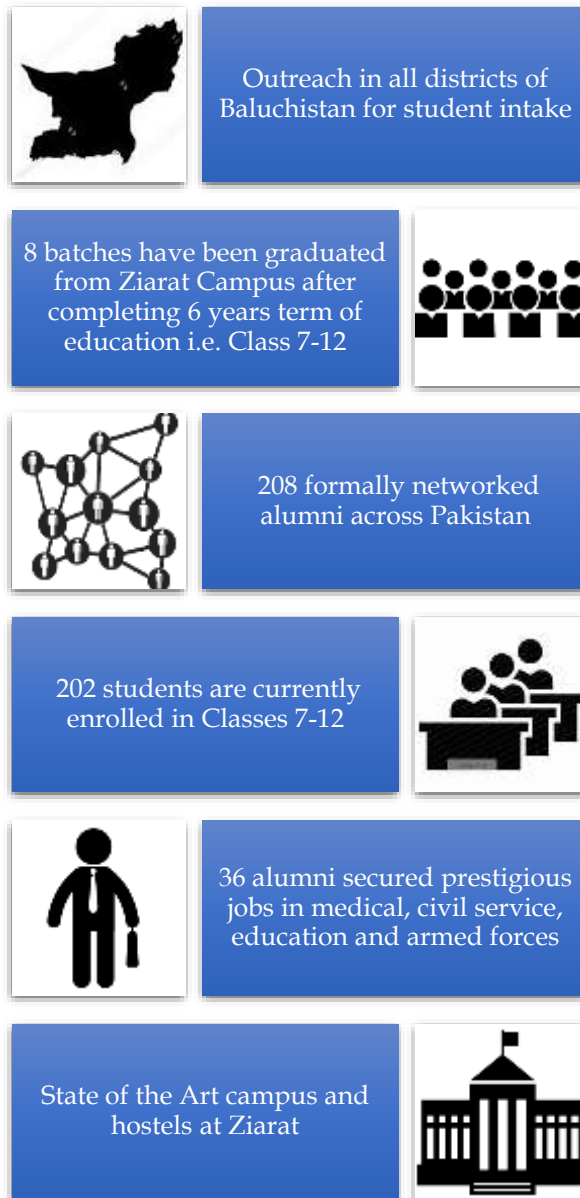 Outreach in all districts of
Baluchistan for student intake
8 batches have been graduated
from Ziarat Campus after
completing 6 years term of
education i.e. Class 7-12
208 formally networked
alumni across Pakistan
202 students are currently
enrolled in Classes 7-12
36 alumni secured prestigious
jobs in medical, civil service,
education and armed forces
State of the Art campus and
hostels at Ziarat